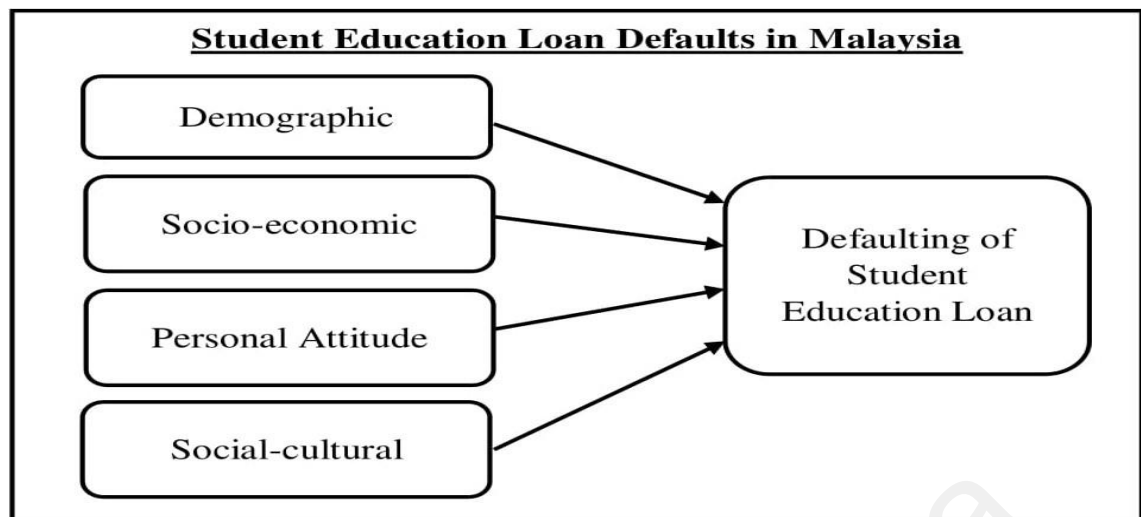 Student Education Loan Defaults in Malaysia
Demographic
Socio-economic
Personal Attitude
Social-cultural
Defaulting of
Student
Education Loan